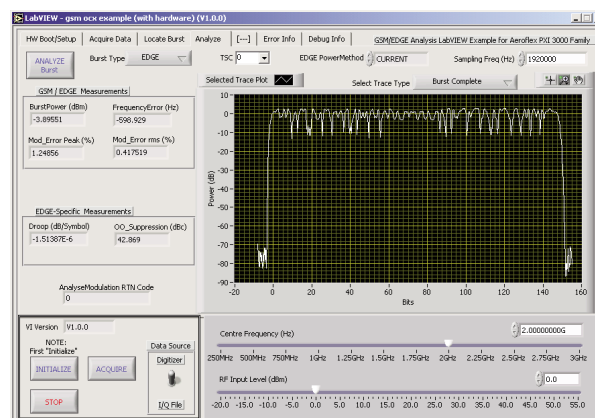 LabVIEW - gsm ocx example (with hardware) (V1.0.0)
HW Boot/Setup Acquire Data Locate Burst Analyze [---] Error Info Debug Info GSM/EDGE Analysis LabVIEW Example for Aeroflex PXI 3000 Family
ANALYZE Burst
Burst Type EDGE
TSC 0
EDGE PowerMethod CURRENT
Sampling Freq (Hz) 1920000
Selected Trace Plot
Select Trace Type Burst Complete
GSM / EDGE Measurements
BurstPower (dBm) FrequencyError (Hz)
-3.89551 -598.929
Mod_Error Peak (%) Mod_Error rms (%)
1.24856 0.417519
EDGE-Specific Measurements
Droop (dB/Symbol) OO_Suppression (dBc)
-1.51387E-6 42.869
AnalyseModulation RTN Code
0
Power (dB)
10
0
-10
-20
-30
-40
-50
-60
-70
-80
-90
-20 0 20 40 60 80 100 120 140 160
Bits
VI Version V1.0.0
NOTE:
First "Initialize"
INITIALIZE ACQUIRE
STOP
Data Source
Digitizer
I/Q File
Centre Frequency (Hz) 2.00000000G
250MHz 500MHz 750MHz 1GHz 1.25GHz 1.5GHz 1.75GHz 2GHz 2.25GHz 2.5GHz 2.75GHz 3GHz
RF Input Level (dBm) 0.0
-20.0 -15.0 -10.0 -5.0 0.0 5.0 10.0 15.0 20.0 25.0 30.0 35.0 40.0 45.0 50.0 55.0